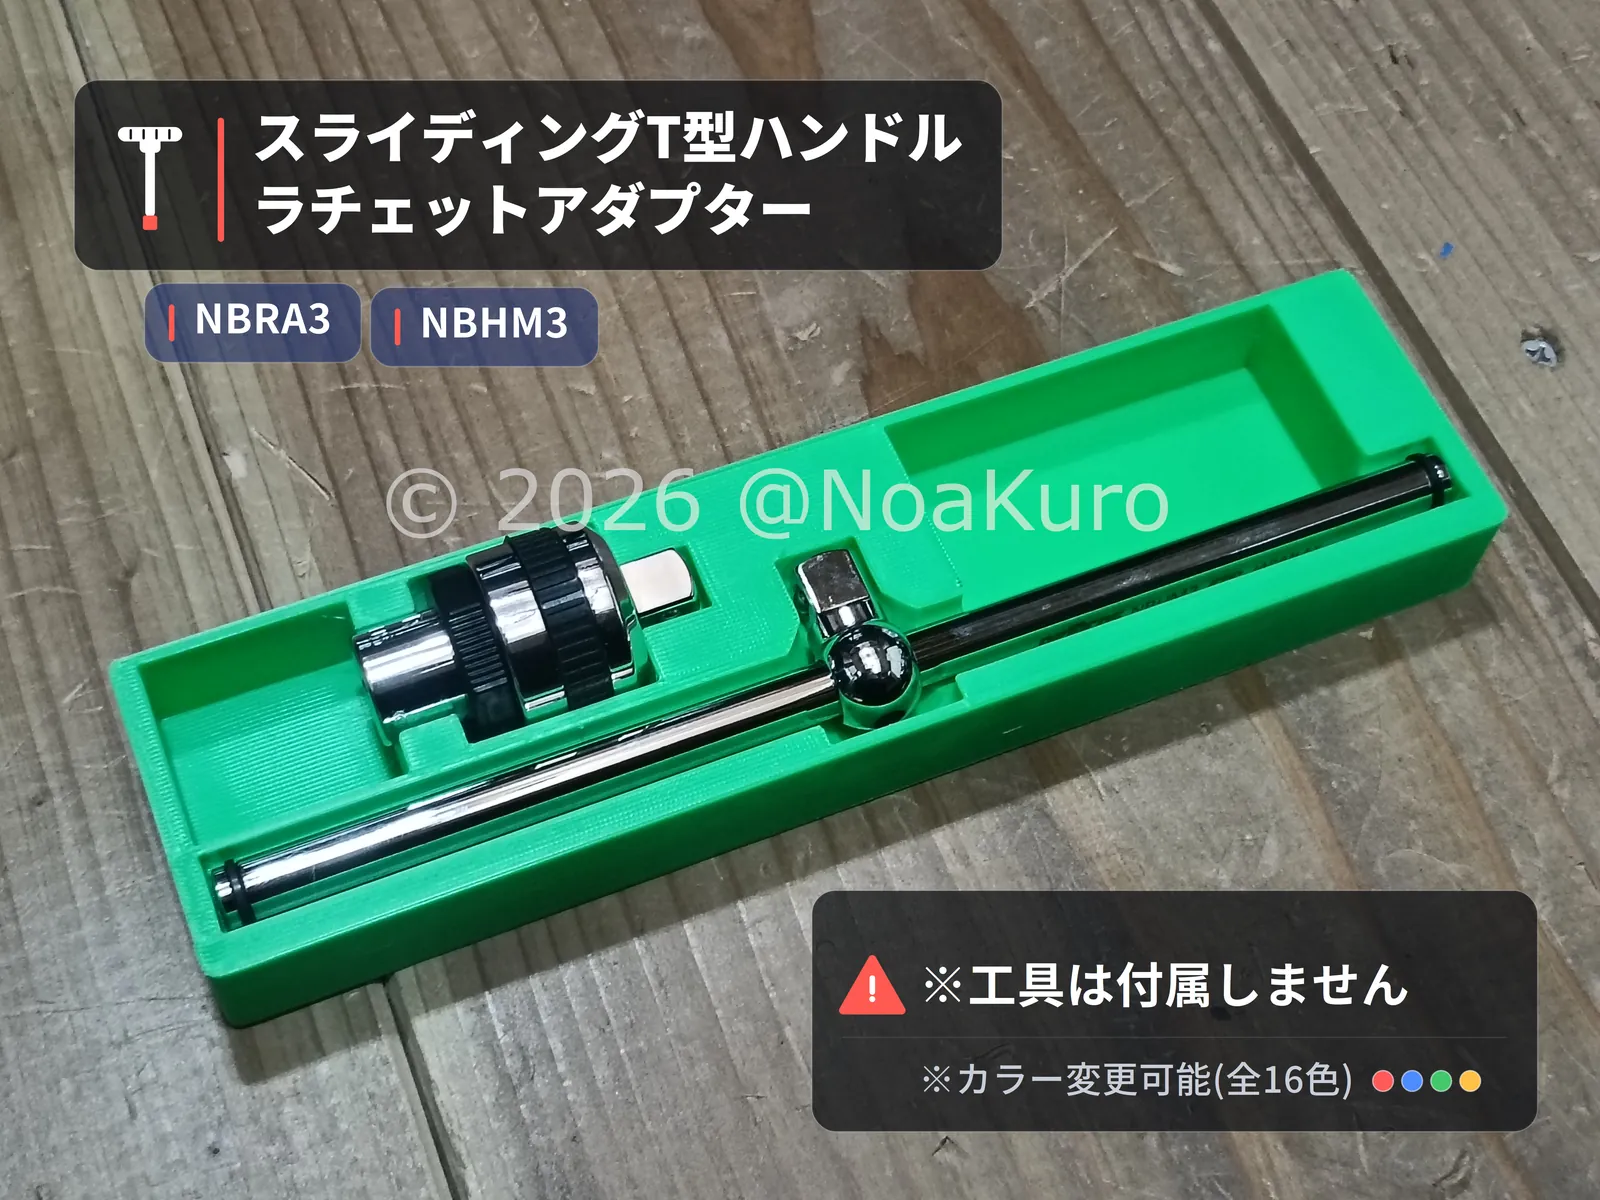 スライディングT型ハンドル
ラチェットアダプター
NBRA3
NBHM3
© 2026 @NoaKuro
※工具は付属しません
※カラー変更可能(全16色)